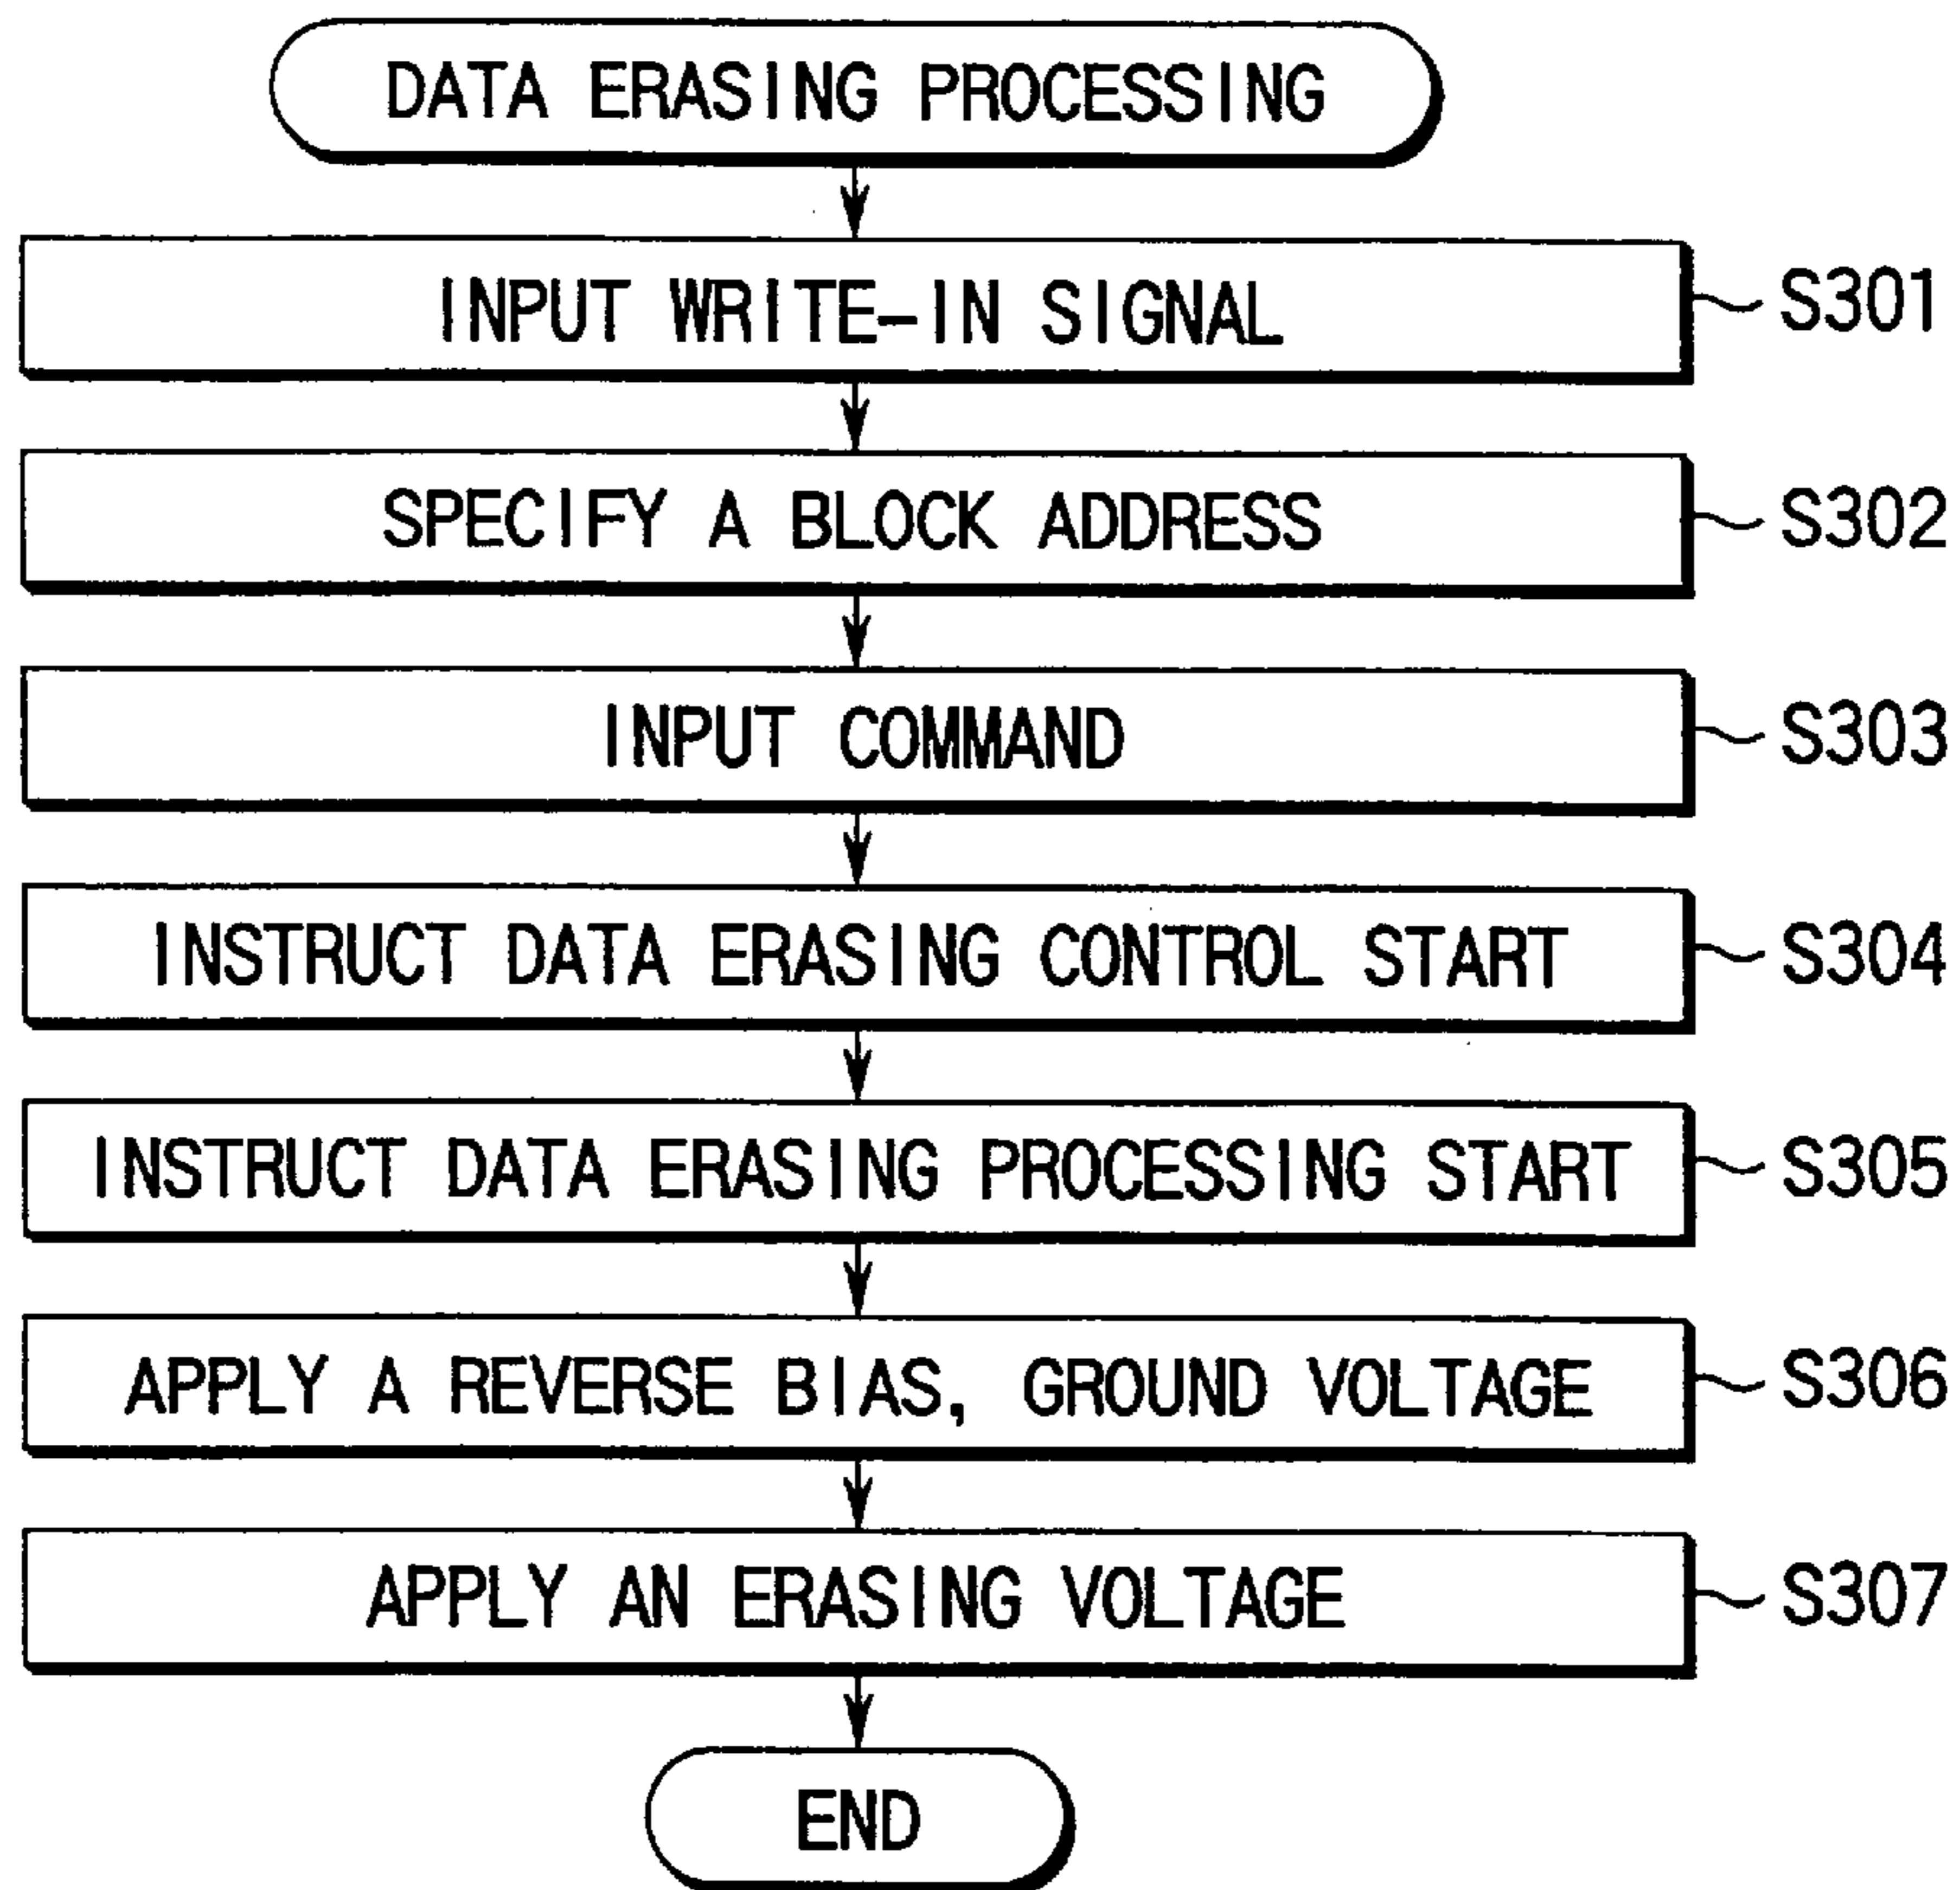 DATA ERASING PROCESSING
INPUT WRITE-IN SIGNAL S301
SPECIFY A BLOCK ADDRESS S302
INPUT COMMAND S303
INSTRUCT DATA ERASING CONTROL START S304
INSTRUCT DATA ERASING PROCESSING START S305
APPLY A REVERSE BIAS, GROUND VOLTAGE S306
APPLY AN ERASING VOLTAGE S307
END